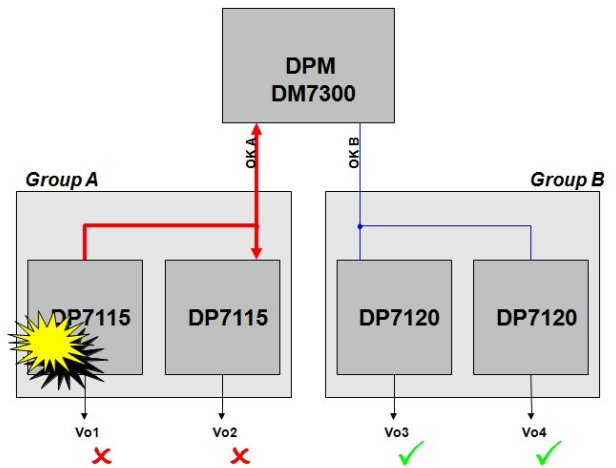 DPM
DM7300
OK A
OK B
Group A
Group B
DP7115
DP7115
DP7120
DP7120
Vo1
Vo2
Vo3
Vo4